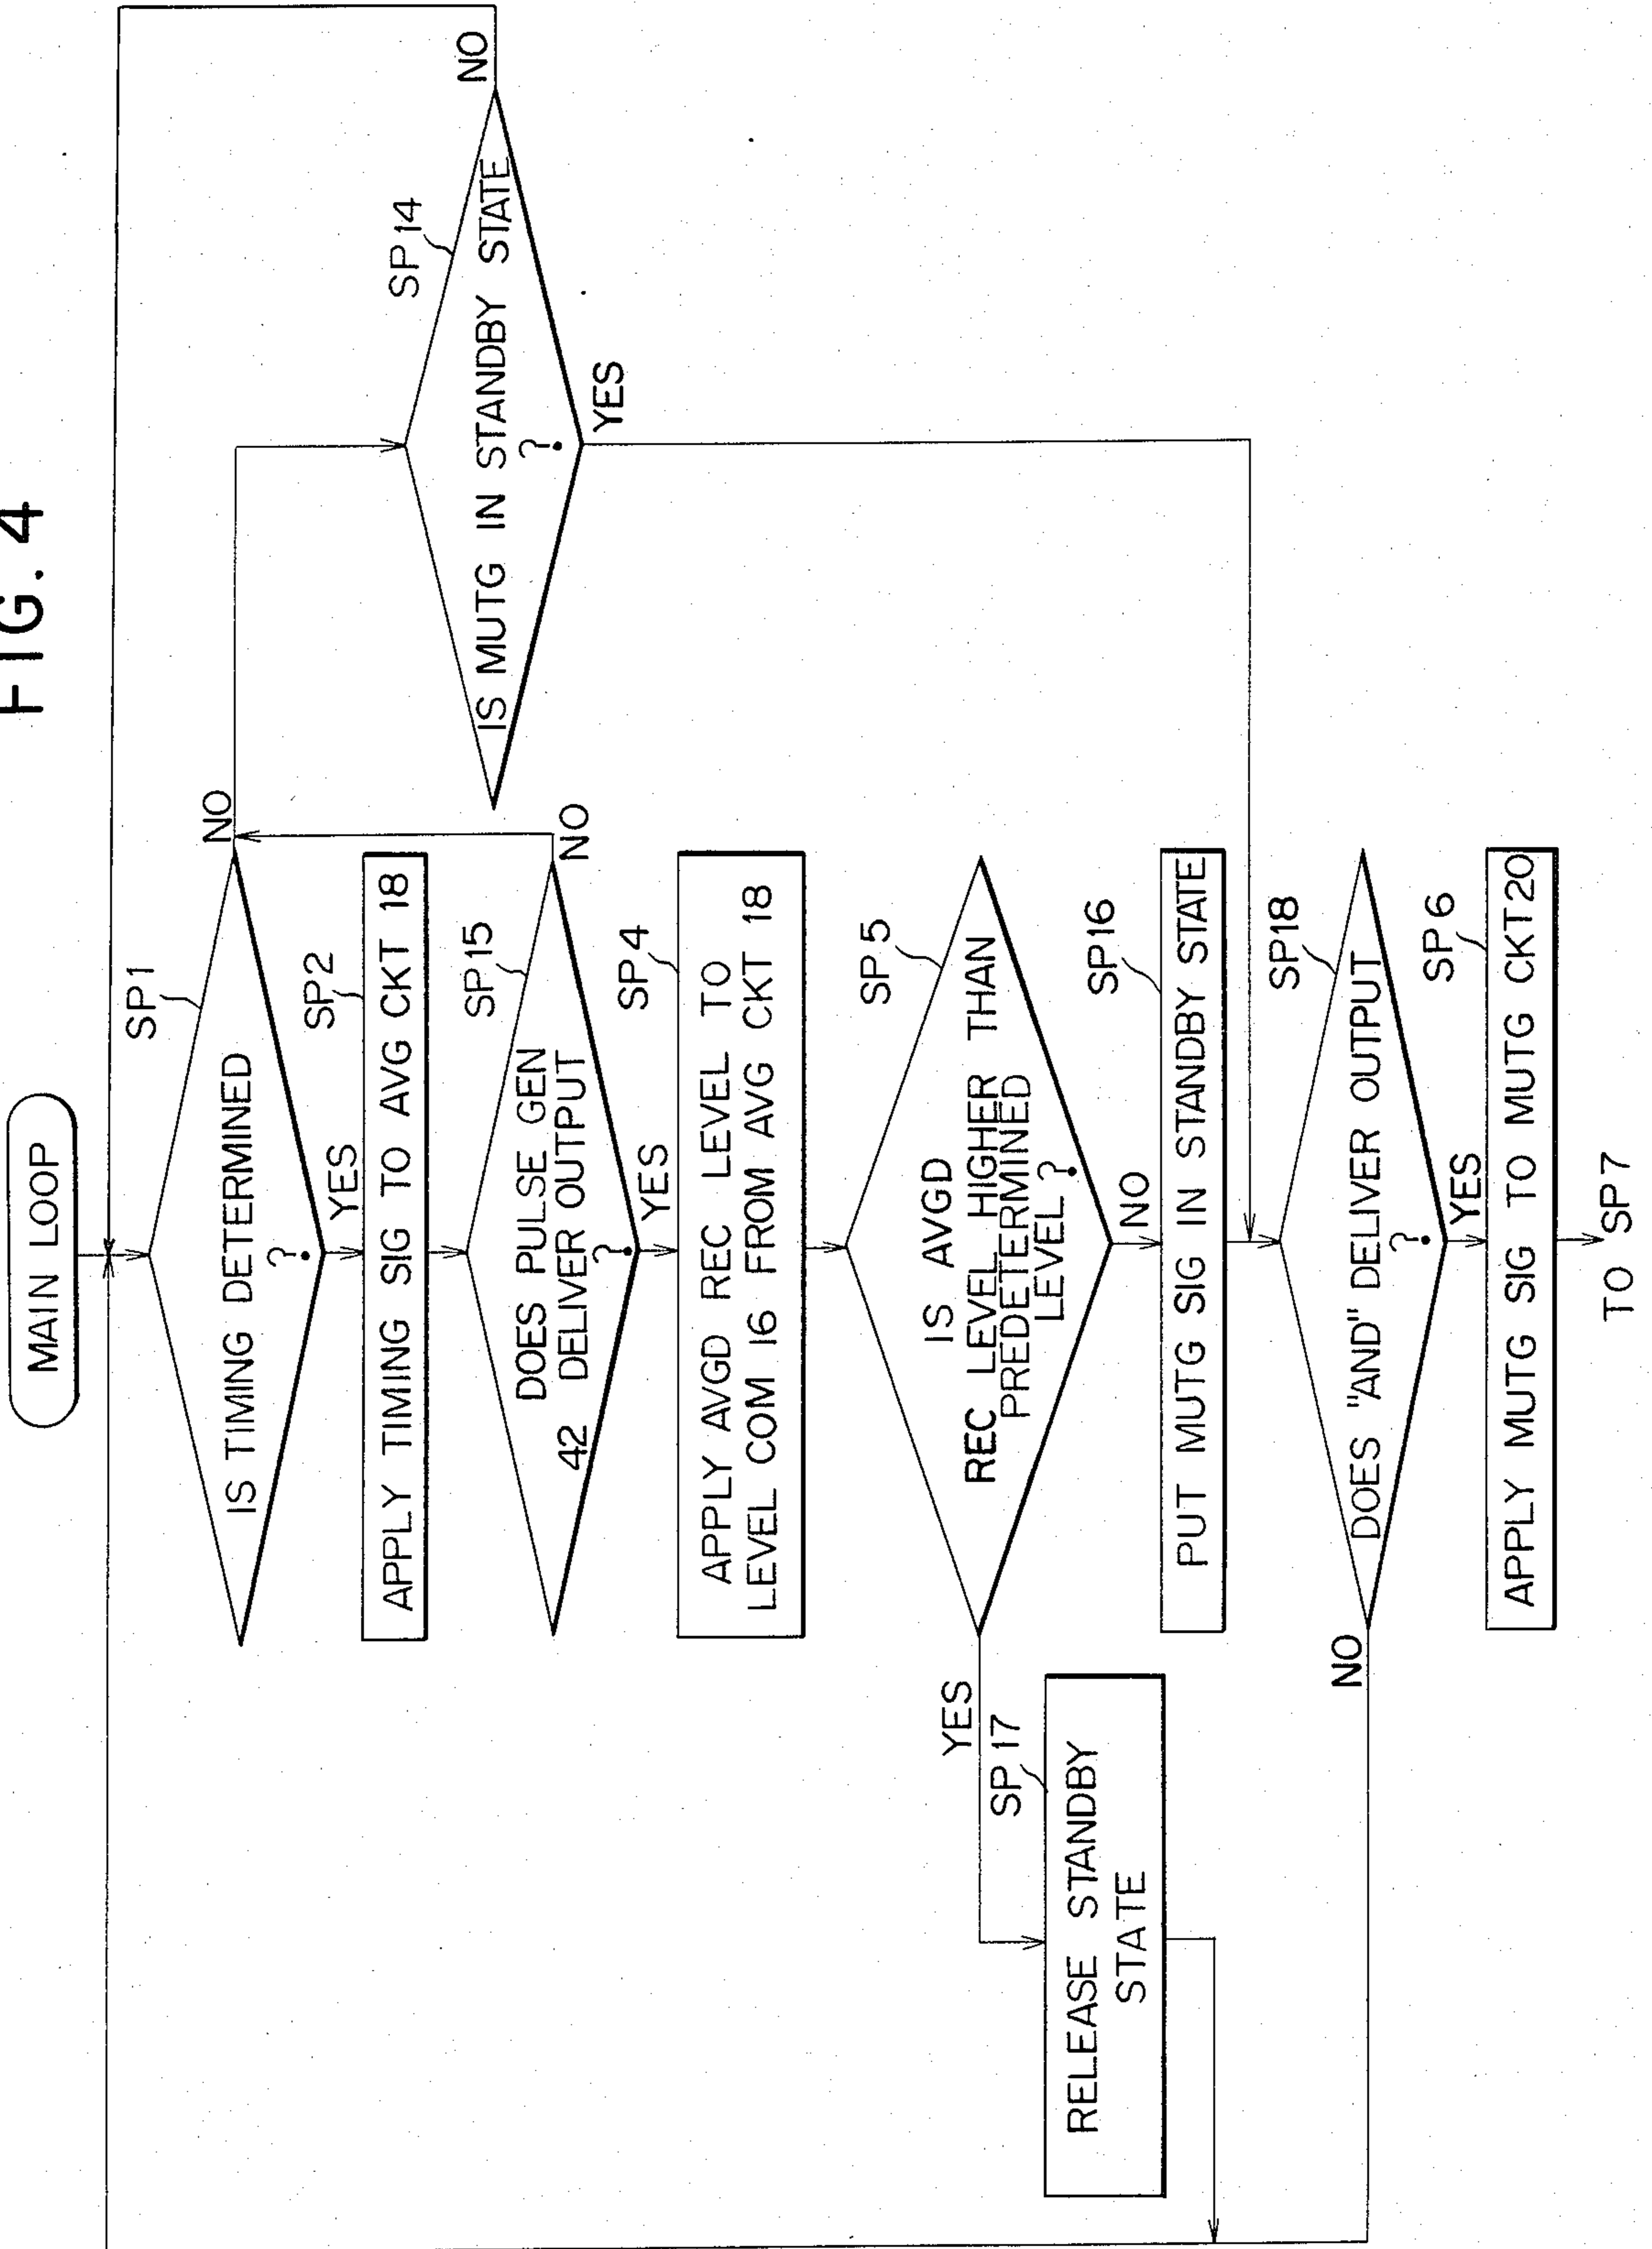 FIG. 4
MAIN LOOP
SP1
IS TIMING DETERMINED
?
NO
YES
SP2
APPLY TIMING SIG TO AVG CKT 18
SP15
DOES PULSE GEN
42 DELIVER OUTPUT
?
NO
YES
SP4
APPLY AVGD REC LEVEL TO
LEVEL COM 16 FROM AVG CKT 18
SP5
IS AVGD
REC LEVEL HIGHER THAN
PREDETERMINED
LEVEL ?
YES
NO
SP17
RELEASE STANDBY
STATE
SP16
PUT MUTG SIG IN STANDBY STATE
SP18
DOES "AND" DELIVER OUTPUT
?
NO
YES
SP6
APPLY MUTG SIG TO MUTG CKT20
TO SP7
SP14
IS MUTG IN STANDBY STATE
?
NO
YES